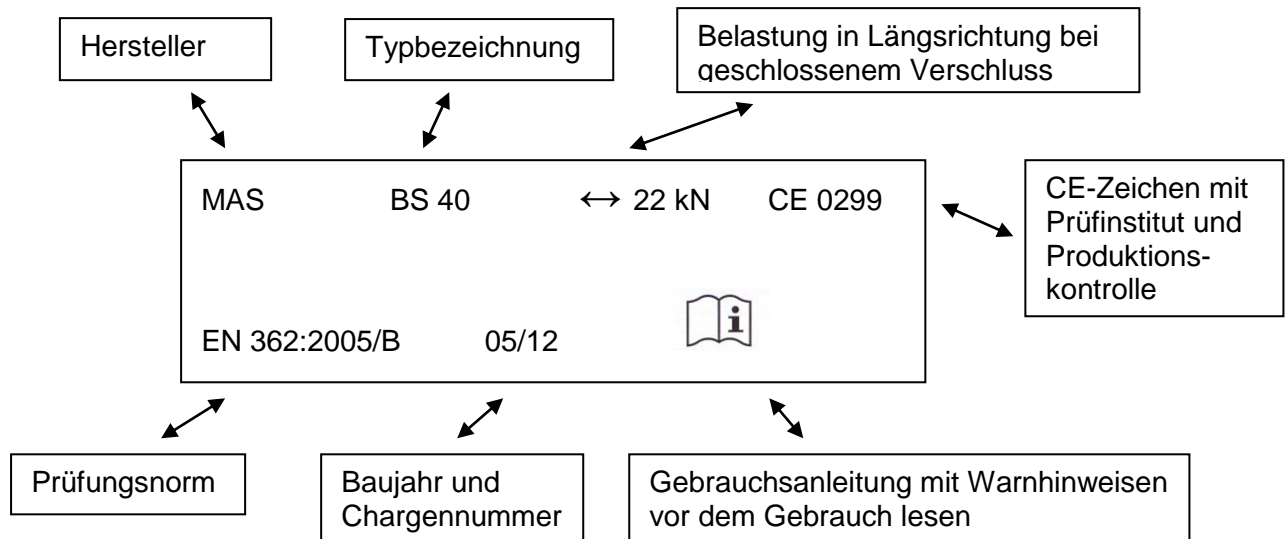 Hersteller
Typbezeichnung
Belastung in Längsrichtung bei
geschlossenem Verschluss
MAS BS 40 ↔ 22 kN CE 0299
CE-Zeichen mit
Prüfinstitut und
Produktions-
kontrolle
EN 362:2005/B 05/12 i
Prüfungsnorm
Baujahr und
Chargennummer
Gebrauchsanleitung mit Warnhinweisen
vor dem Gebrauch lesen